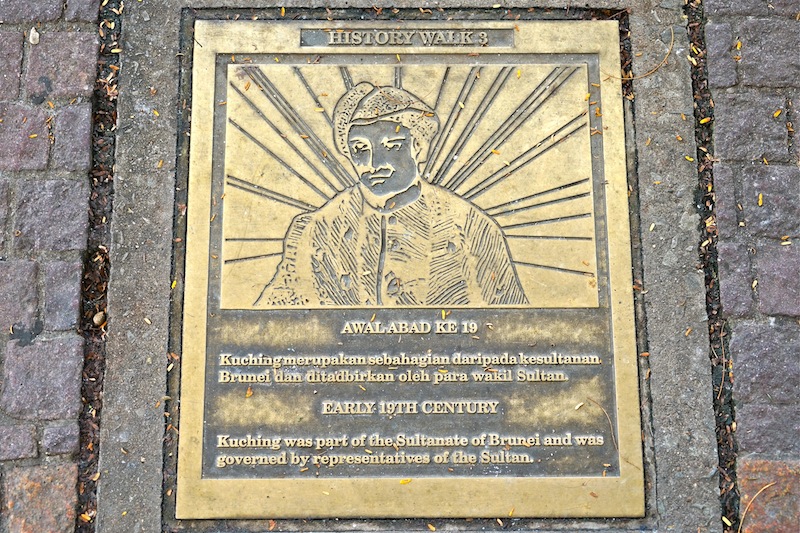 HISTORY WALK 3
AWAL ABAD KE 19
Kuching merupakan sebahagian daripada kesultanan
Brunei dan ditadbirkan oleh para wakil Sultan.
EARLY 19TH CENTURY
Kuching was part of the Sultanate of Brunei and was
governed by representatives of the Sultan.